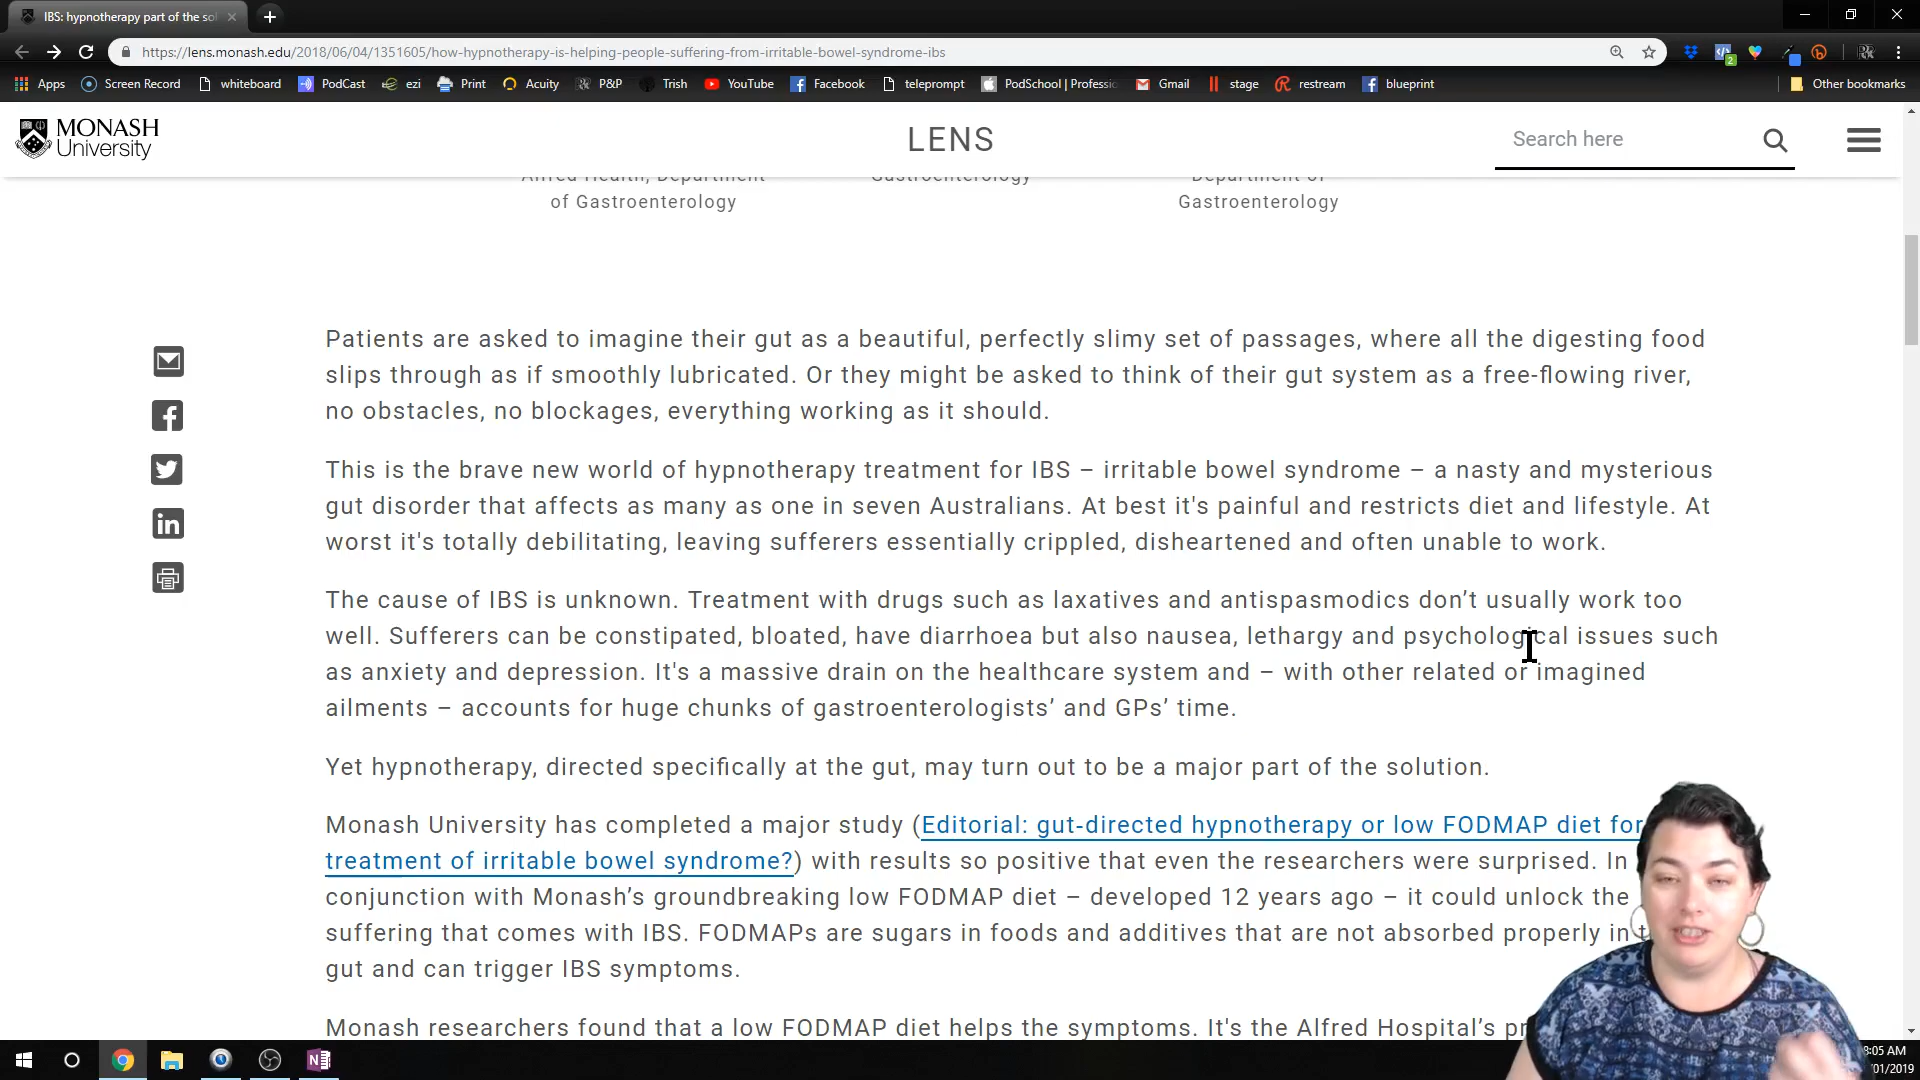 IBS: hypnotherapy part of the so
https://lens.monash.edu/2018/06/04/1351605/how-hypnotherapy-is-helping-people-suffering-from-irritable-bowel-syndrome-ibs
2
Apps Screen Record whiteboard PodCast ezi Print Acuity P&P Trish YouTube Facebook teleprompt PodSchool | Professio Gmail stage restream blueprint Other bookmarks
MONASH
University
LENS
Search here
Alfred Health, Department
of Gastroenterology
Gastroenterology
Department of
Gastroenterology
Patients are asked to imagine their gut as a beautiful, perfectly slimy set of passages, where all the digesting food
slips through as if smoothly lubricated. Or they might be asked to think of their gut system as a free-flowing river,
no obstacles, no blockages, everything working as it should.
This is the brave new world of hypnotherapy treatment for IBS – irritable bowel syndrome – a nasty and mysterious
gut disorder that affects as many as one in seven Australians. At best it's painful and restricts diet and lifestyle. At
worst it's totally debilitating, leaving sufferers essentially crippled, disheartened and often unable to work.
The cause of IBS is unknown. Treatment with drugs such as laxatives and antispasmodics don’t usually work too
well. Sufferers can be constipated, bloated, have diarrhoea but also nausea, lethargy and psychological issues such
as anxiety and depression. It's a massive drain on the healthcare system and – with other related or imagined
ailments – accounts for huge chunks of gastroenterologists’ and GPs’ time.
Yet hypnotherapy, directed specifically at the gut, may turn out to be a major part of the solution.
Monash University has completed a major study (Editorial: gut-directed hypnotherapy or low FODMAP diet for
treatment of irritable bowel syndrome?) with results so positive that even the researchers were surprised. In
conjunction with Monash’s groundbreaking low FODMAP diet – developed 12 years ago – it could unlock the
suffering that comes with IBS. FODMAPs are sugars in foods and additives that are not absorbed properly in
gut and can trigger IBS symptoms.
Monash researchers found that a low FODMAP diet helps the symptoms. It's the Alfred Hospital’s
8:05 AM
/01/2019